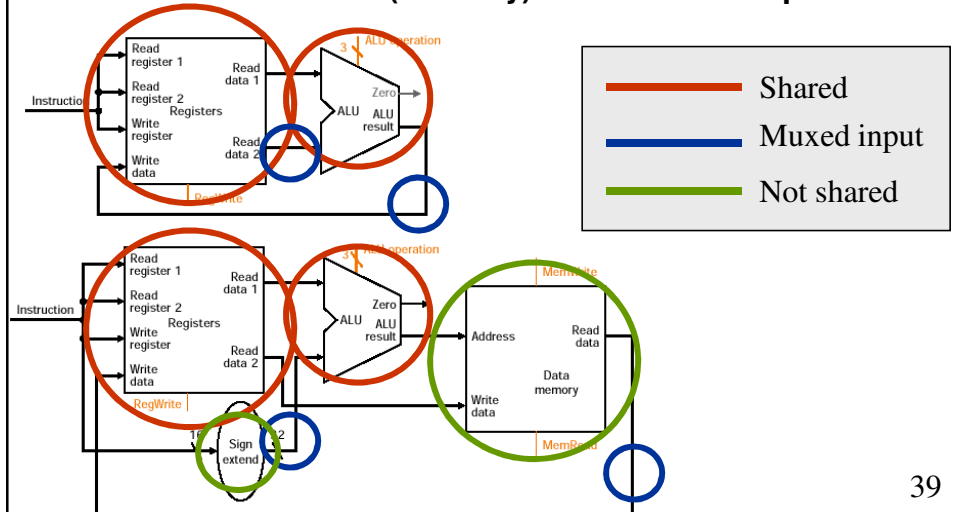 Read
register 1
Read
register 2
Write
register
Write
data
Registers
Read
data 1
Read
data 2
RegWrite
3
ALU operation
Zero
ALU
ALU
result
Shared
Muxed input
Not shared
Instruction
Read
register 1
Read
register 2
Write
register
Write
data
Registers
Read
data 1
Read
data 2
RegWrite
3
ALU operation
Zero
ALU
ALU
result
16
Sign
extend
32
MemWrite
Address
Read
data
Data
memory
Write
data
MemRead
39